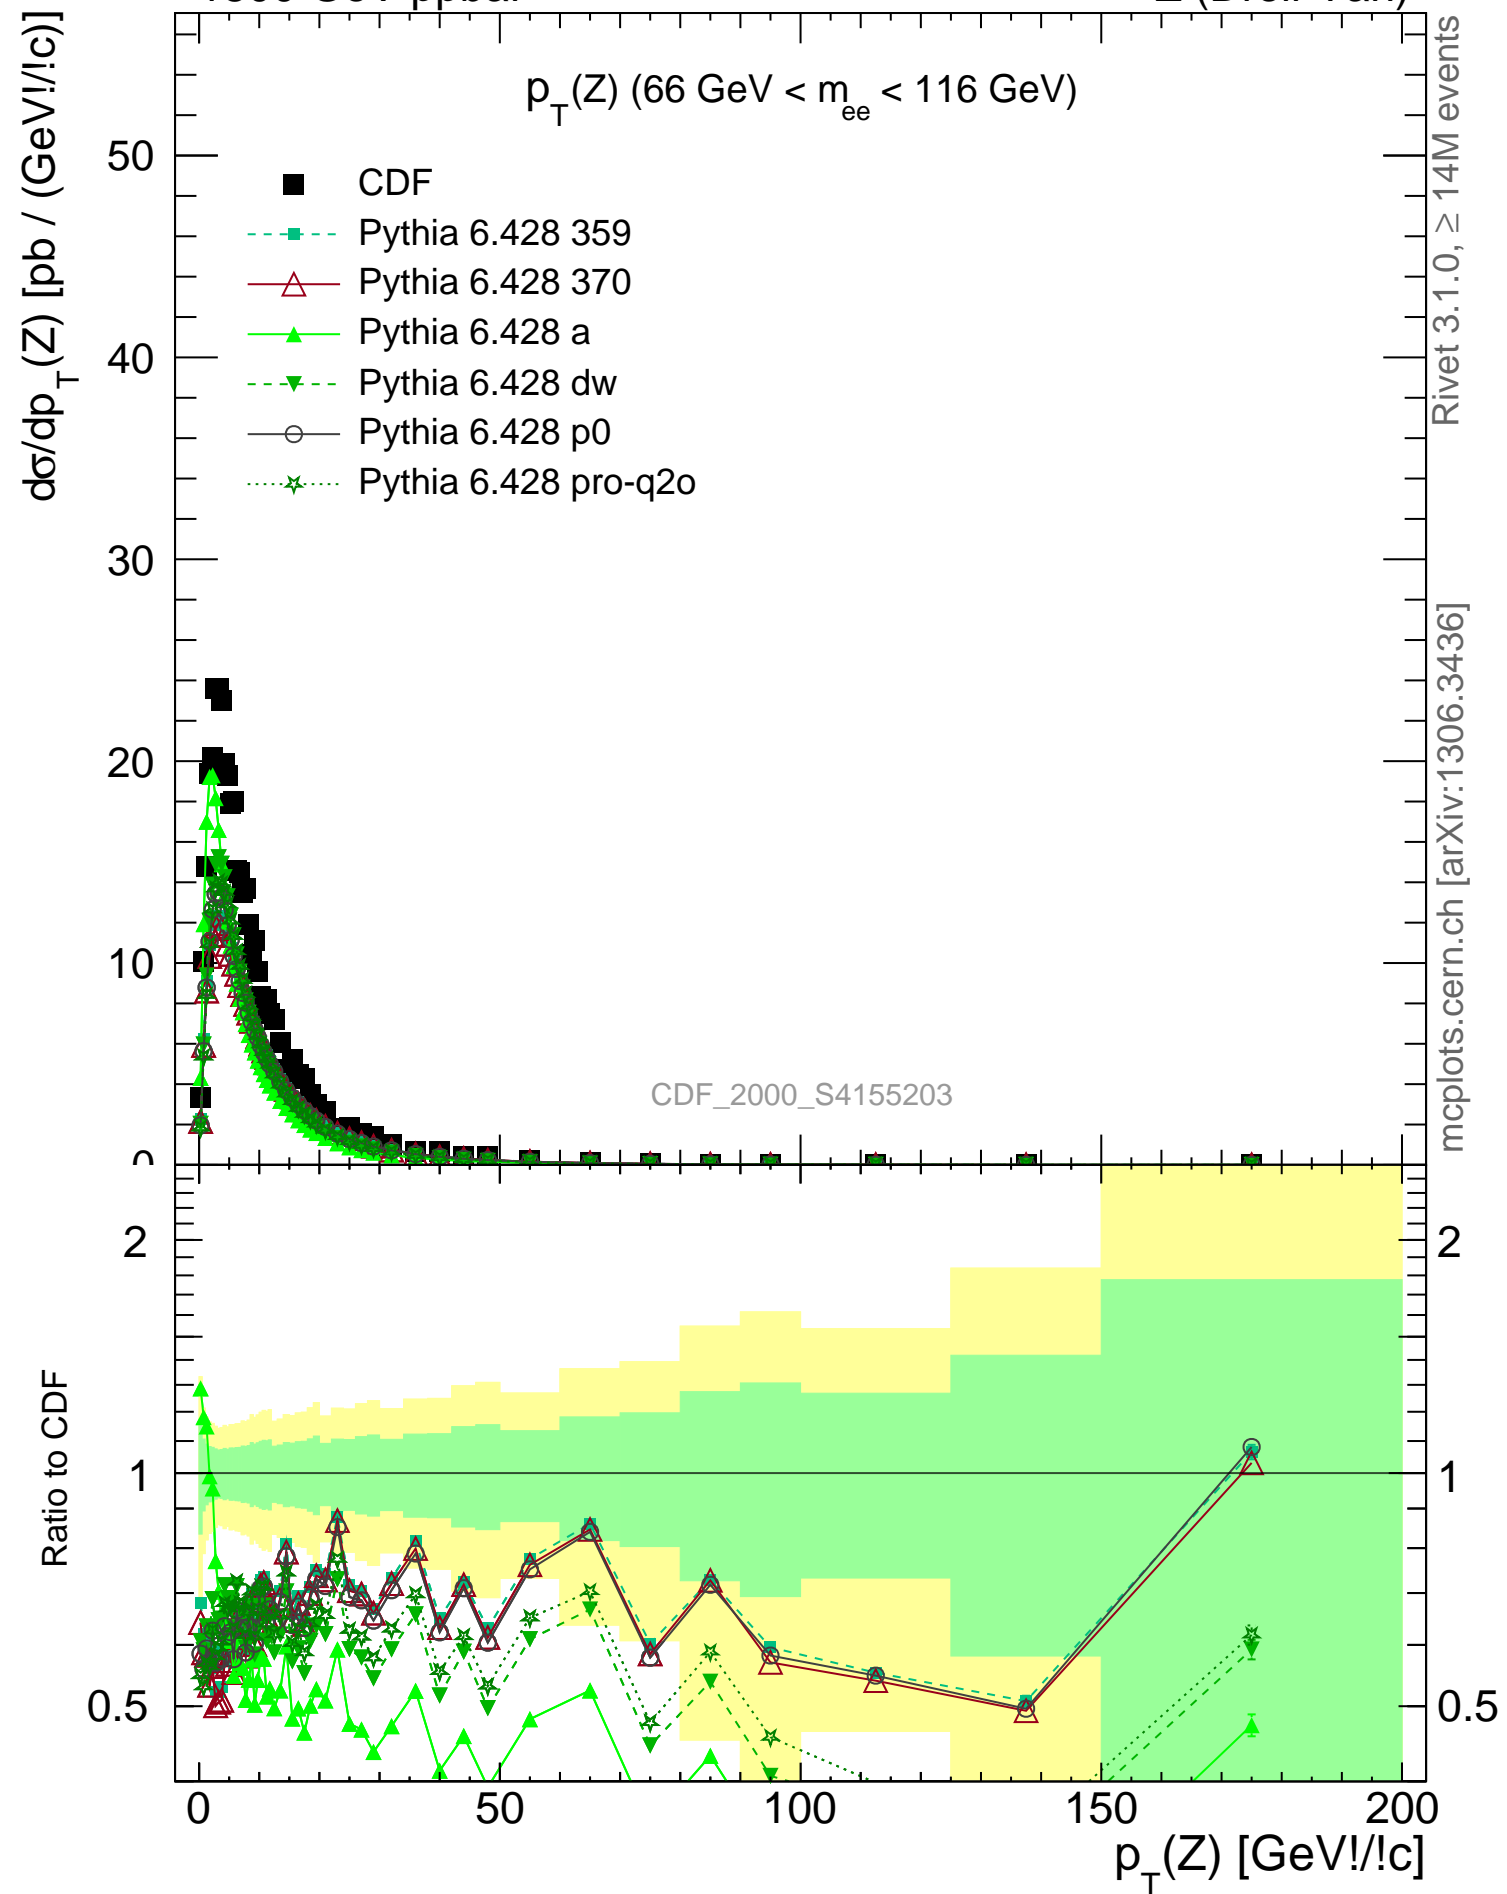 p_T(Z) (66 GeV < m_ee < 116 GeV)
dσ/dp_T(Z) [pb / (GeV!/!c)]
50
40
30
20
10
0
CDF
Pythia 6.428 359
Pythia 6.428 370
Pythia 6.428 a
Pythia 6.428 dw
Pythia 6.428 p0
Pythia 6.428 pro-q2o
CDF_2000_S4155203
Rivet 3.1.0, ≥ 14M events
mcplots.cern.ch [arXiv:1306.3436]
Ratio to CDF
2
1
0.5
2
1
0.5
0
50
100
150
200
p_T(Z) [GeV!/!c]